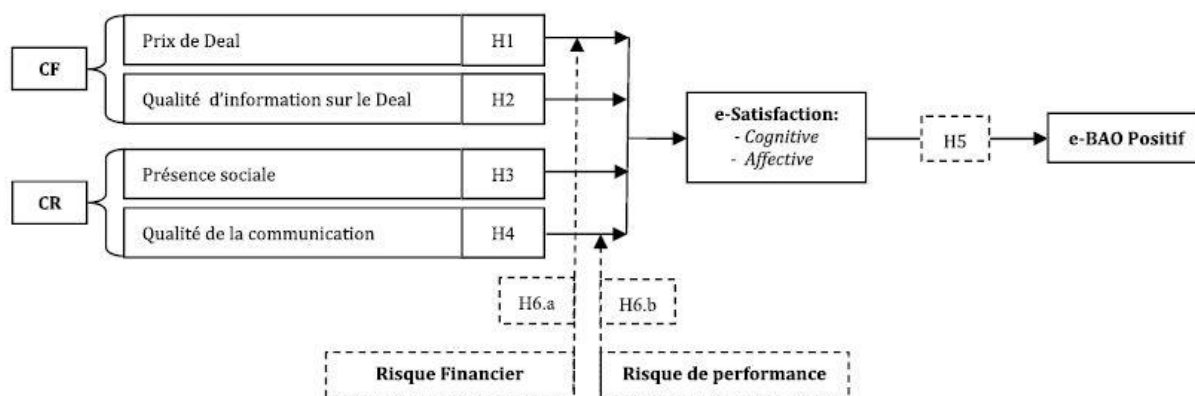 Prix de Deal
H1
CF
Qualité d'information sur le Deal
H2
e-Satisfaction:
- Cognitive
- Affective
H5
e-BAO Positif
Présence sociale
H3
CR
Qualité de la communication
H4
H6.a
H6.b
Risque Financier
Risque de performance